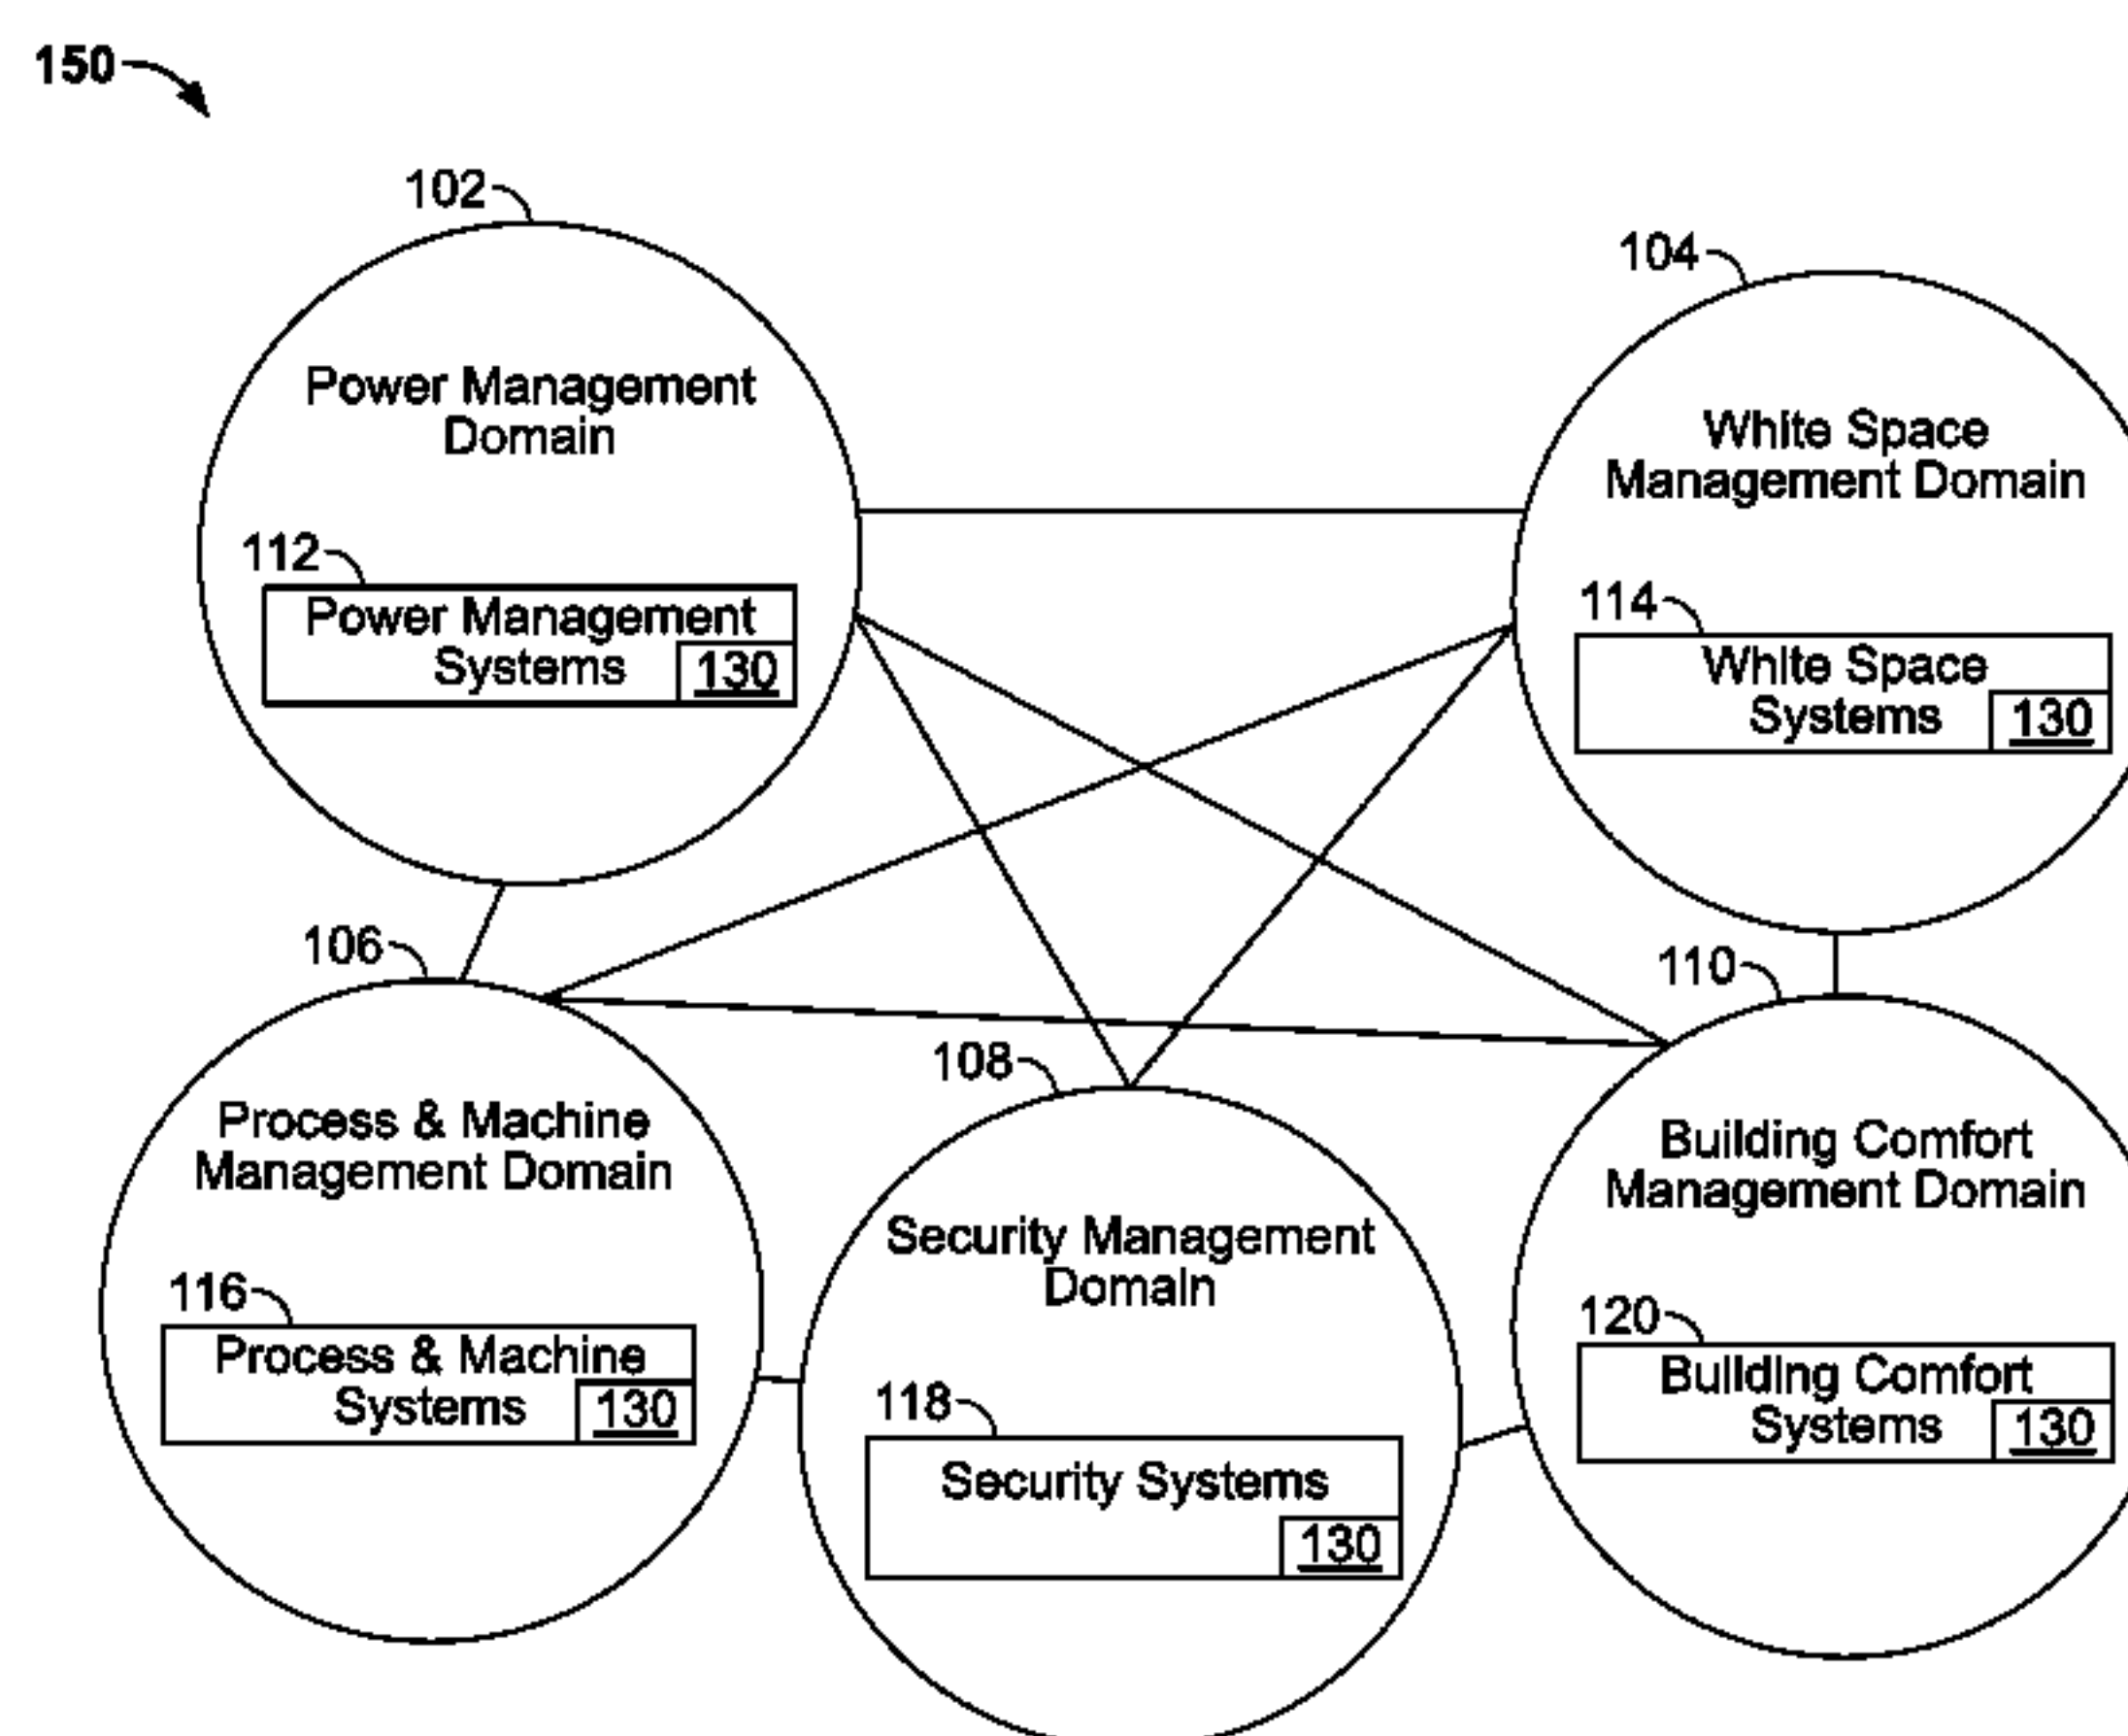 150
102
Power Management
Domain
112
Power Management
Systems
130
104
White Space
Management Domain
114
White Space
Systems
130
106
Process & Machine
Management Domain
116
Process & Machine
Systems
130
108
Security Management
Domain
118
Security Systems
130
110
Building Comfort
Management Domain
120
Building Comfort
Systems
130